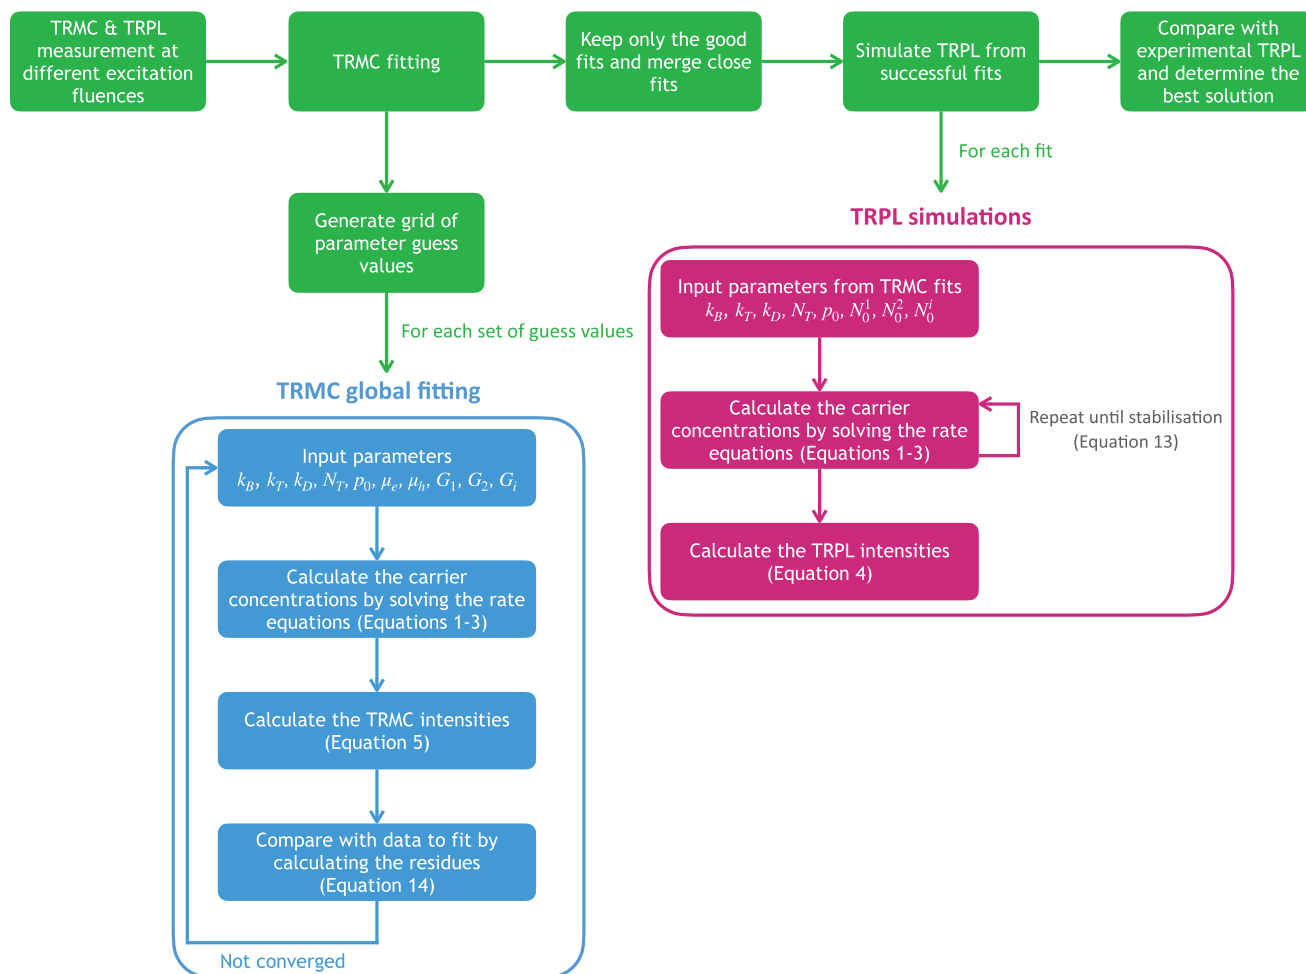 TRMC & TRPL
measurement at
different excitation
fluences
TRMC fitting
Keep only the good
fits and merge close
fits
Simulate TRPL from
successful fits
Compare with
experimental TRPL
and determine the
best solution
For each fit
Generate grid of
parameter guess
values
For each set of guess values
TRMC global fitting
Input parameters
k_B, k_T, k_D, N_T, p_0, μ_e, μ_h, G_1, G_2, G_i
Calculate the carrier
concentrations by solving the rate
equations (Equations 1-3)
Calculate the TRMC intensities
(Equation 5)
Compare with data to fit by
calculating the residues
(Equation 14)
Not converged
TRPL simulations
Input parameters from TRMC fits
k_B, k_T, k_D, N_T, p_0, N_0^1, N_0^2, N_0^i
Calculate the carrier
concentrations by solving the rate
equations (Equations 1-3)
Repeat until stabilisation
(Equation 13)
Calculate the TRPL intensities
(Equation 4)